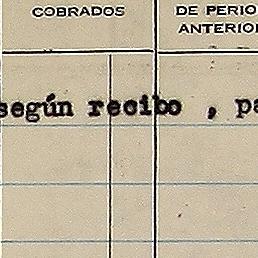 COBRADOS
DE PERIO
ANTERIO
según recibo , pa